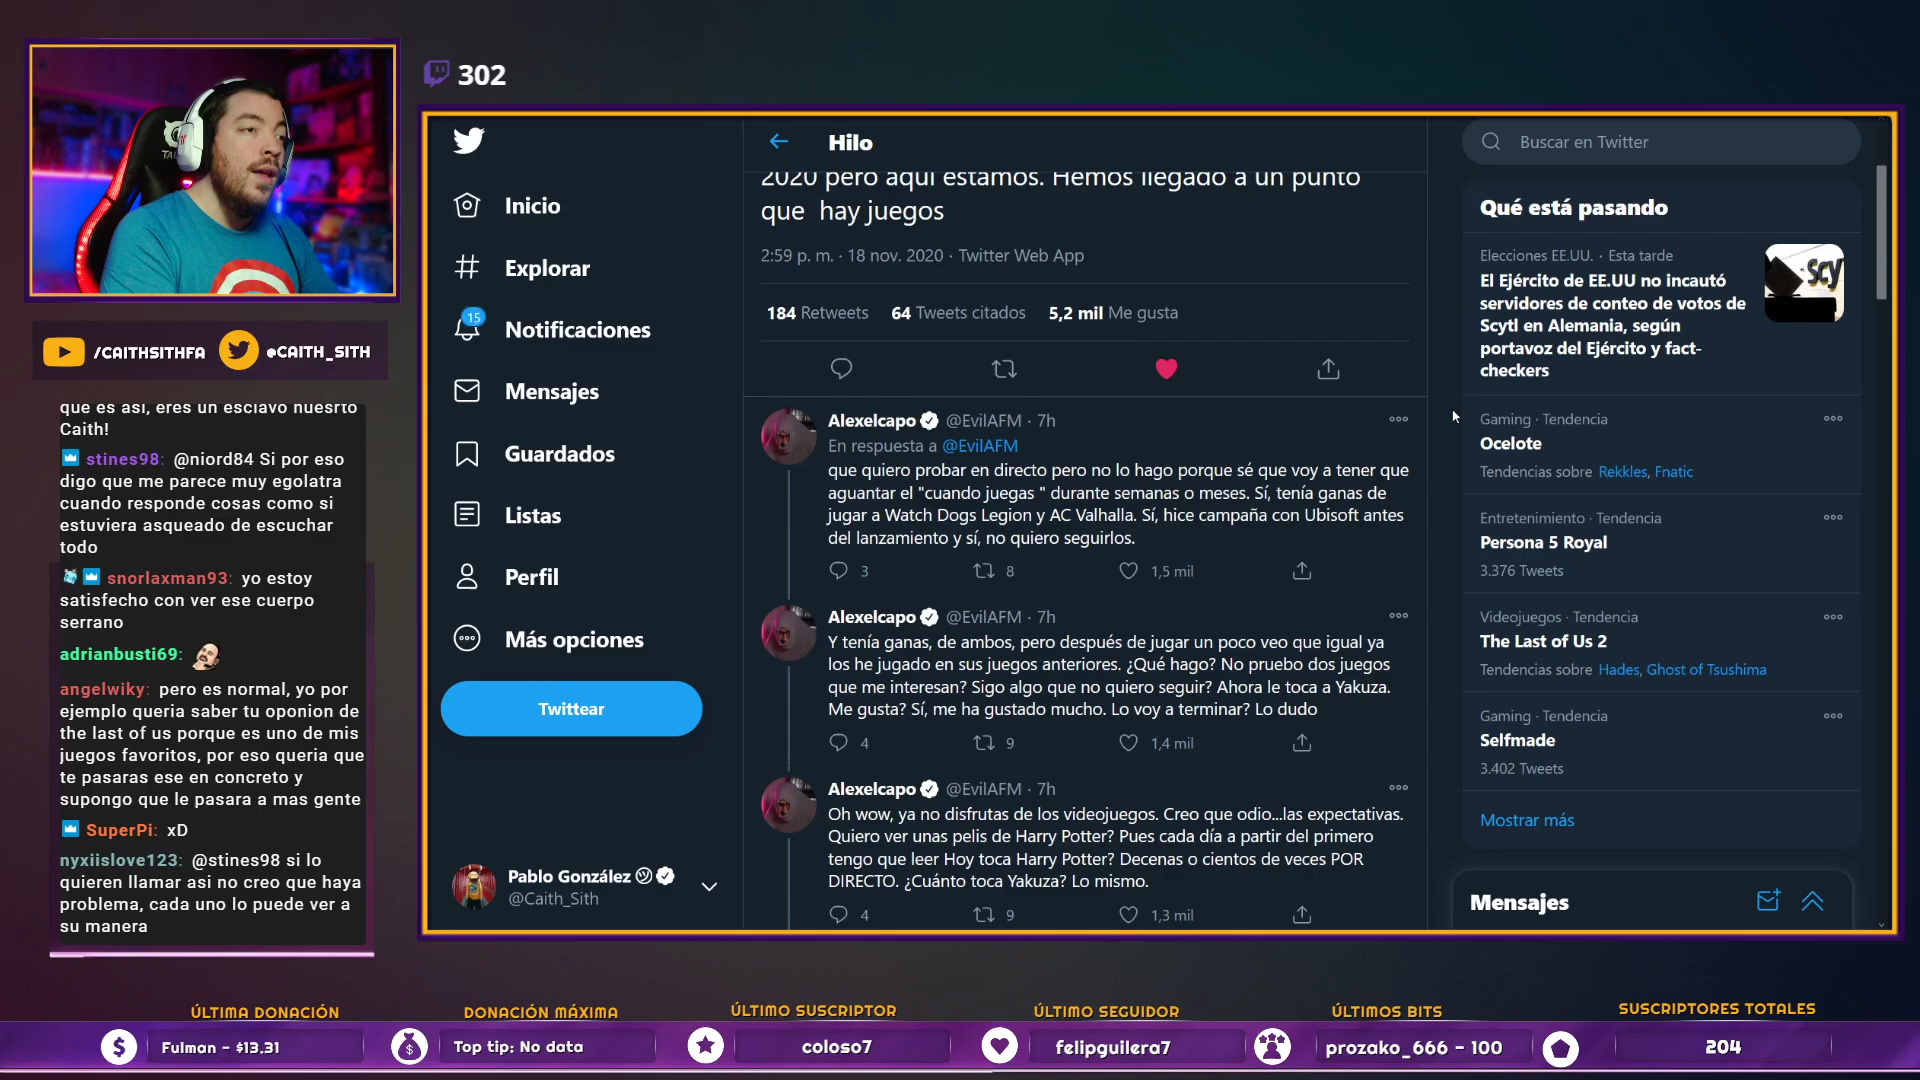 302
/CAITHSITHFA
@CAITH_SITH
que es así, eres un esclavo nuesrto
Caith!
stines98: @niord84 Si por eso
digo que me parece muy egolatra
cuando responde cosas como si
estuviera asqueado de escuchar
todo
snorlaxman93: yo estoy
satisfecho con ver ese cuerpo
serrano
adrianbusti69:
angelwiky: pero es normal, yo por
ejemplo queria saber tu oponion de
the last of us porque es uno de mis
juegos favoritos, por eso queria que
te pasaras ese en concreto y
supongo que le pasara a mas gente
SuperPi: xD
nyxiislove123: @stines98 si lo
quieren llamar asi no creo que haya
problema, cada uno lo puede ver a
su manera
Inicio
Explorar
15
Notificaciones
Mensajes
Guardados
Listas
Perfil
Más opciones
Twittear
Pablo González
@Caith_Sith
Hilo
2020 pero aquí estamos. Hemos llegado a un punto
que hay juegos
2:59 p. m. · 18 nov. 2020 · Twitter Web App
184 Retweets 64 Tweets citados 5,2 mil Me gusta
Alexelcapo @EvilAFM · 7h
En respuesta a @EvilAFM
que quiero probar en directo pero no lo hago porque sé que voy a tener que
aguantar el "cuando juegas " durante semanas o meses. Sí, tenía ganas de
jugar a Watch Dogs Legion y AC Valhalla. Sí, hice campaña con Ubisoft antes
del lanzamiento y sí, no quiero seguirlos.
3 8 1,5 mil
Alexelcapo @EvilAFM · 7h
Y tenía ganas, de ambos, pero después de jugar un poco veo que igual ya
los he jugado en sus juegos anteriores. ¿Qué hago? No pruebo dos juegos
que me interesan? Sigo algo que no quiero seguir? Ahora le toca a Yakuza.
Me gusta? Sí, me ha gustado mucho. Lo voy a terminar? Lo dudo
4 9 1,4 mil
Alexelcapo @EvilAFM · 7h
Oh wow, ya no disfrutas de los videojuegos. Creo que odio...las expectativas.
Quiero ver unas pelis de Harry Potter? Pues cada día a partir del primero
tengo que leer Hoy toca Harry Potter? Decenas o cientos de veces POR
DIRECTO. ¿Cuánto toca Yakuza? Lo mismo.
4 9 1,3 mil
Buscar en Twitter
Qué está pasando
Elecciones EE.UU. · Esta tarde
El Ejército de EE.UU no incautó
servidores de conteo de votos de
Scytl en Alemania, según
portavoz del Ejército y fact-
checkers
Gaming · Tendencia
Ocelote
Tendencias sobre Rekkles, Fnatic
Entretenimiento · Tendencia
Persona 5 Royal
3.376 Tweets
Videojuegos · Tendencia
The Last of Us 2
Tendencias sobre Hades, Ghost of Tsushima
Gaming · Tendencia
Selfmade
3.402 Tweets
Mostrar más
Mensajes
ÚLTIMA DONACIÓN
Fulman - $13.31
DONACIÓN MÁXIMA
Top tip: No data
ÚLTIMO SUSCRIPTOR
coloso7
ÚLTIMO SEGUIDOR
felipguilera7
ÚLTIMOS BITS
prozako_666 - 100
SUSCRIPTORES TOTALES
204